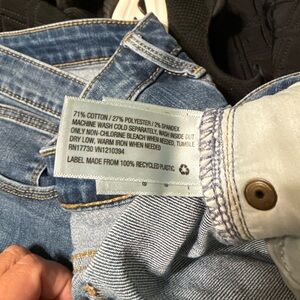 71% COTTON / 27% POLYESTER / 2% SPANDEX
MACHINE WASH COLD SEPARATELY, WASH INSIDE OUT
ONLY NON-CHLORINE BLEACH WHEN NEEDED, TUMBLE
DRY LOW, WARM IRON WHEN NEEDED
RN17730 VN1210394
LABEL MADE FROM 100% RECYCLED PLASTIC